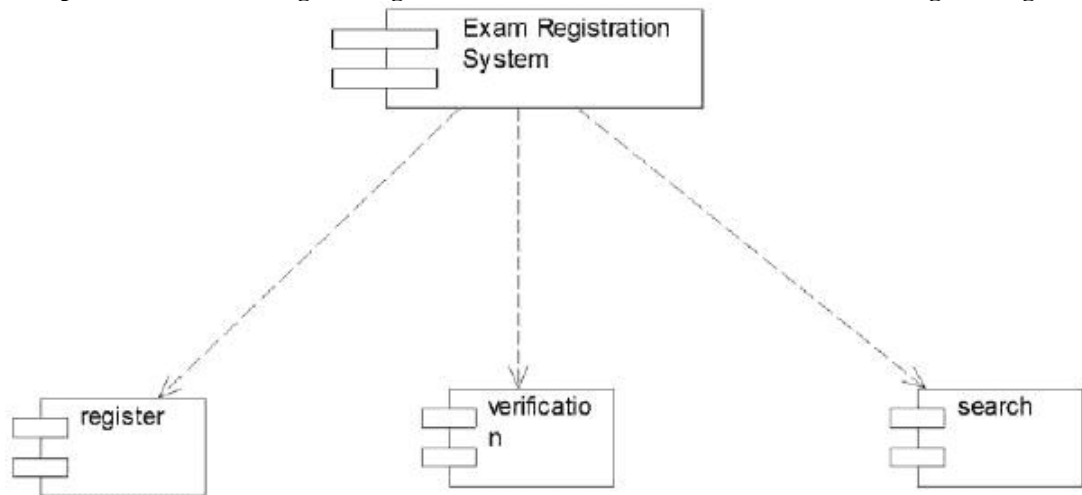 Exam Registration
System
register
verificatio
n
search